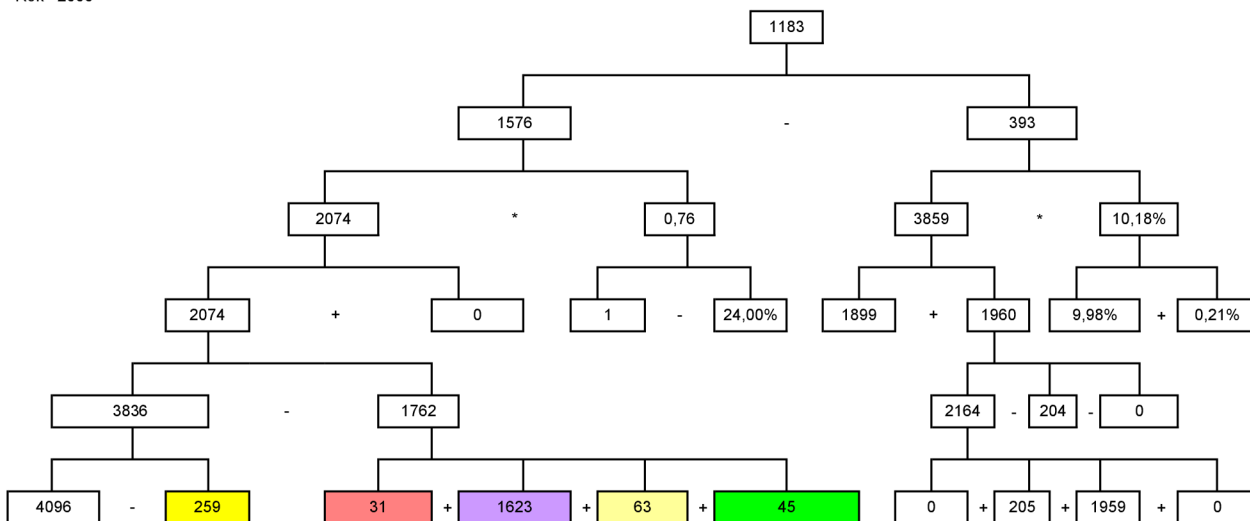 1183
1576 - 393
2074 * 0,76 3859 * 10,18%
2074 + 0 1 - 24,00% 1899 + 1960 9,98% + 0,21%
3836 - 1762 2164 - 204 - 0
4096 - 259 31 + 1623 + 63 + 45 0 + 205 + 1959 + 0